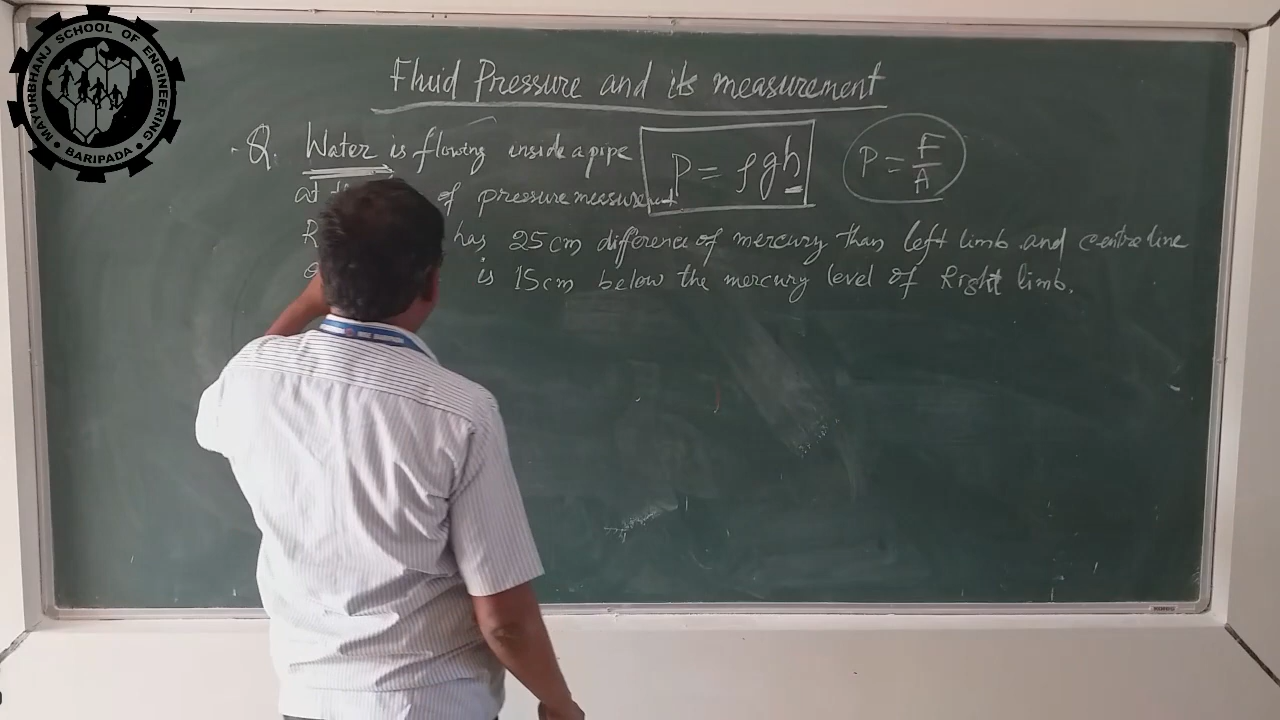 MAYURBHANJ SCHOOL OF ENGINEERING
BARIPADA
Fluid Pressure and its measurement
Q. Water is flowing inside a pipe
at of pressure measurement
has 25cm difference of mercury than left limb and centre line
is 15cm below the mercury level of Right limb.
P = ρgh
P = F/A